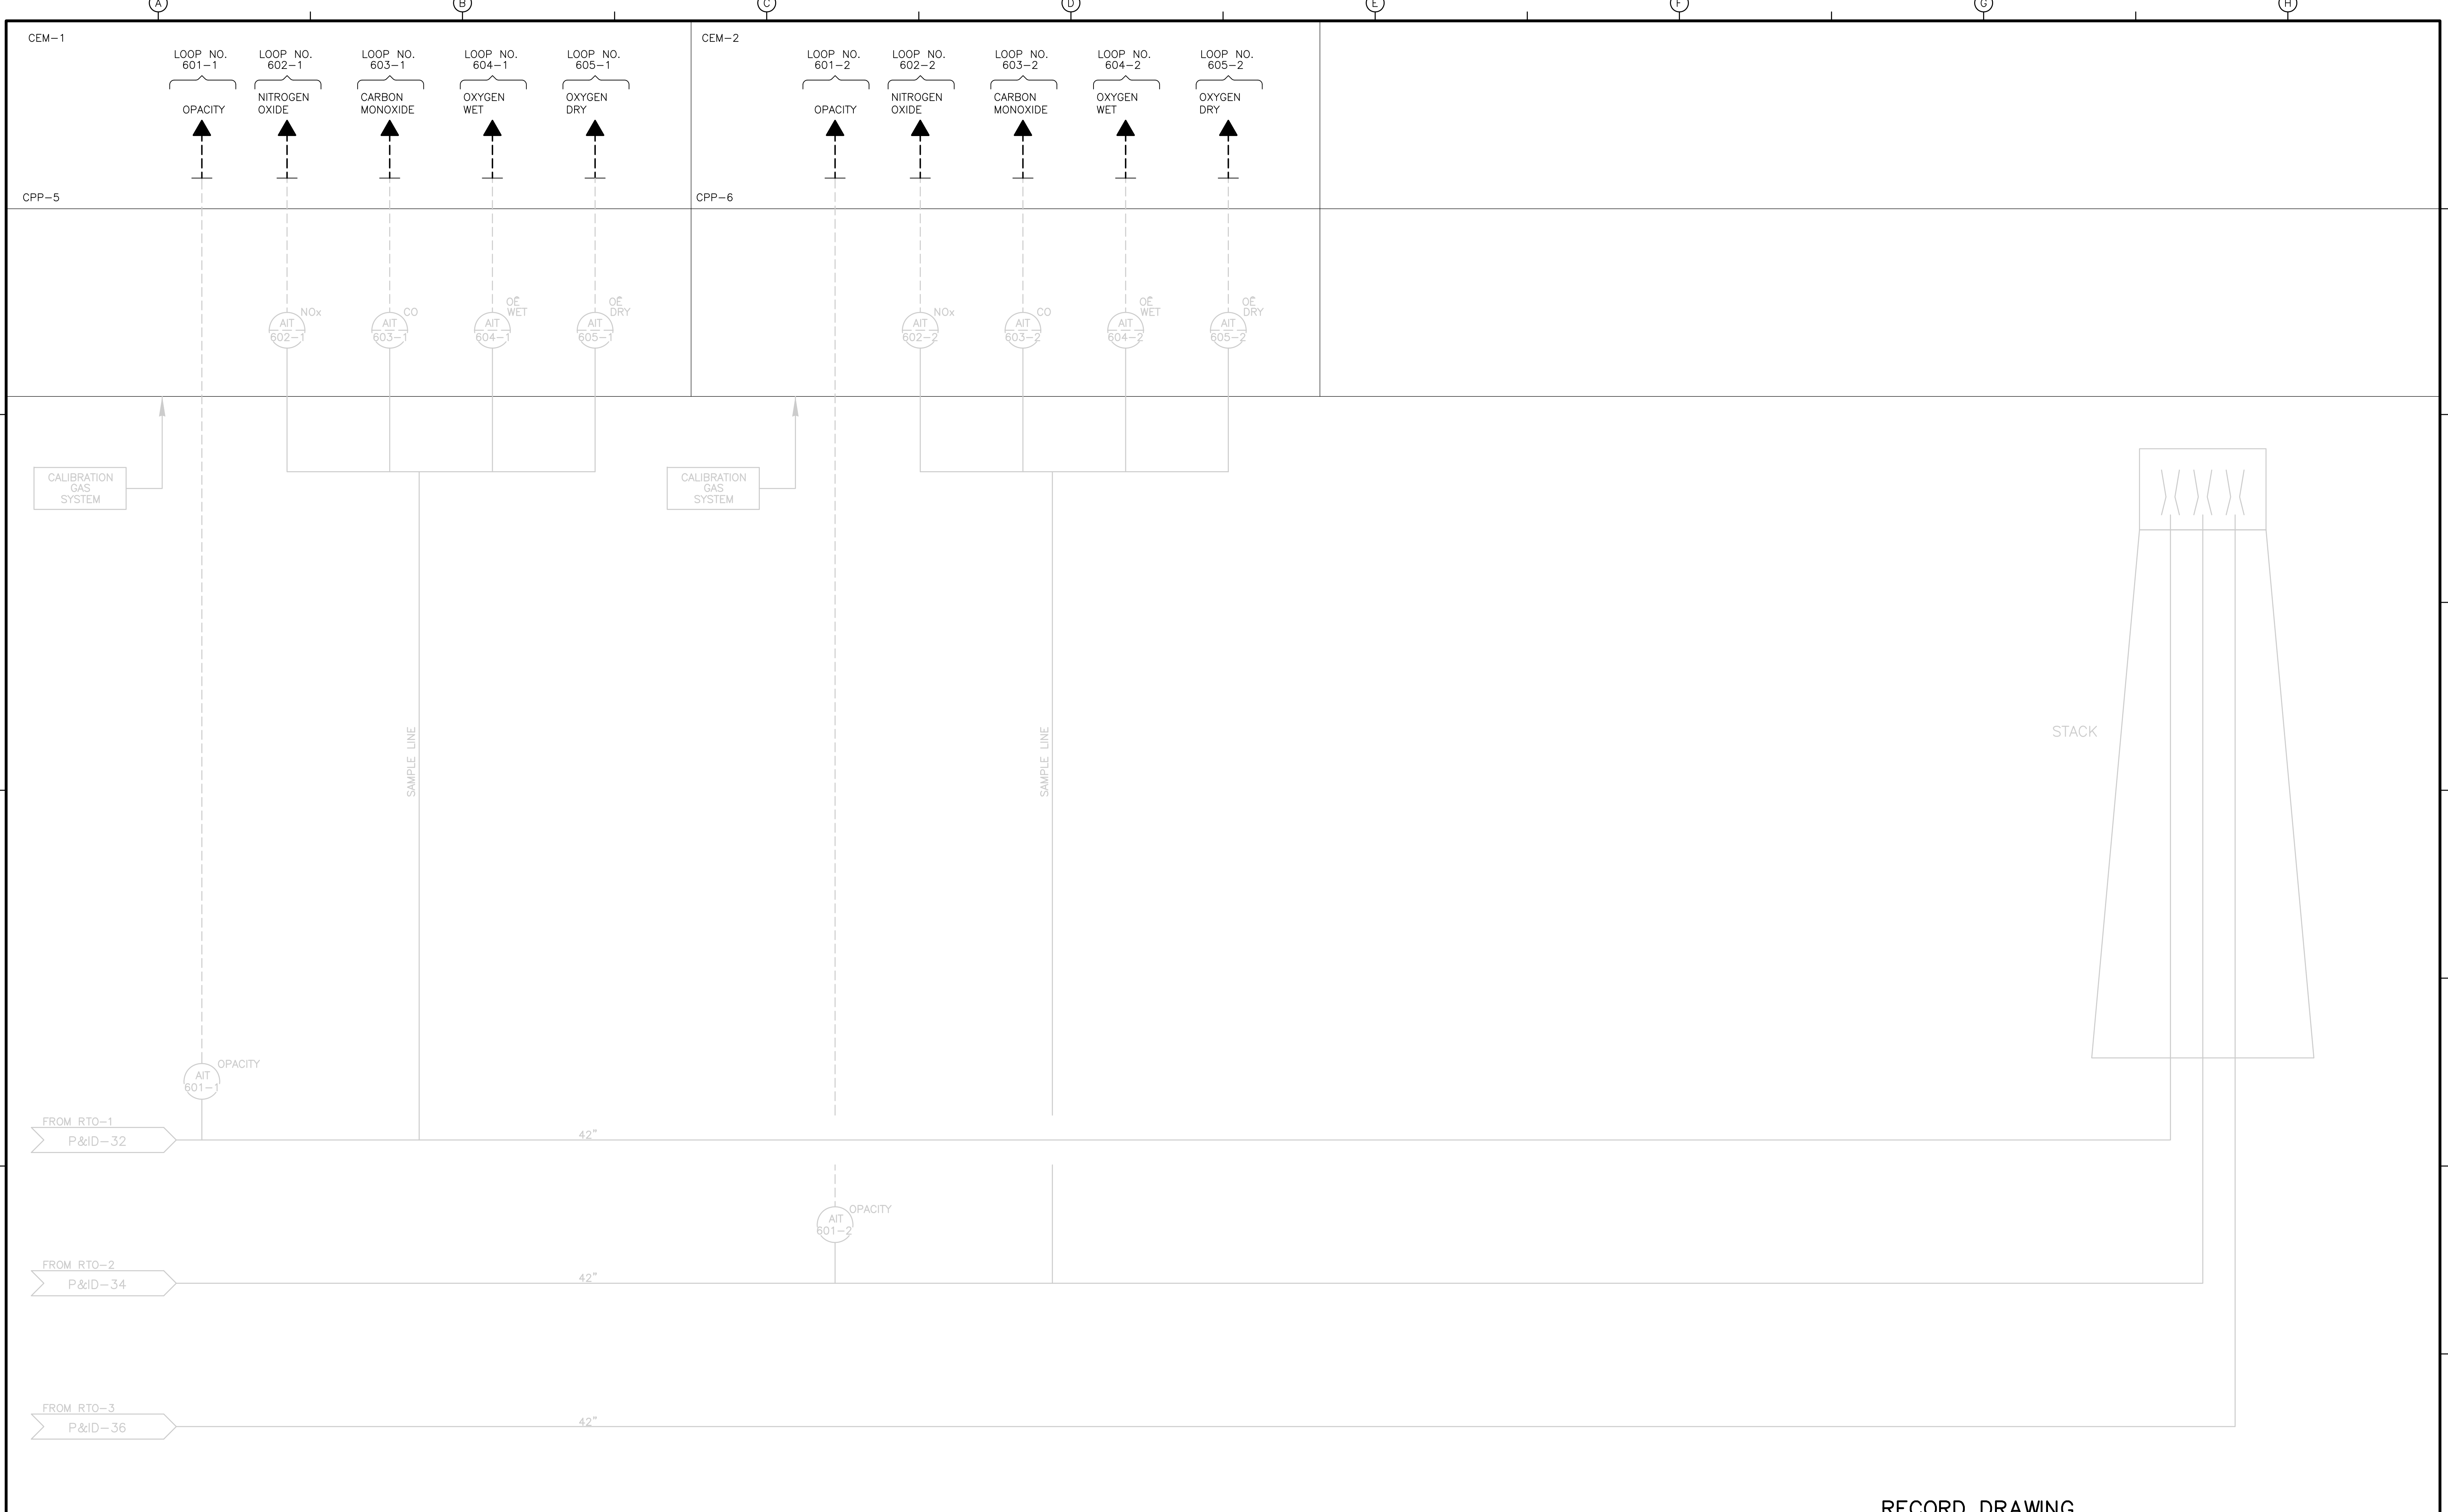 A
B
C
D
E
F
G
H
CEM-1
LOOP NO.
601-1
OPACITY
LOOP NO.
602-1
NITROGEN
OXIDE
LOOP NO.
603-1
CARBON
MONOXIDE
LOOP NO.
604-1
OXYGEN
WET
LOOP NO.
605-1
OXYGEN
DRY
CPP-5
CEM-2
LOOP NO.
601-2
OPACITY
LOOP NO.
602-2
NITROGEN
OXIDE
LOOP NO.
603-2
CARBON
MONOXIDE
LOOP NO.
604-2
OXYGEN
WET
LOOP NO.
605-2
OXYGEN
DRY
CPP-6
AIT
602-1
NOx
AIT
603-1
CO
AIT
604-1
OË
WET
AIT
605-1
OË
DRY
AIT
602-2
NOx
AIT
603-2
CO
AIT
604-2
OË
WET
AIT
605-2
OË
DRY
CALIBRATION
GAS
SYSTEM
CALIBRATION
GAS
SYSTEM
SAMPLE LINE
SAMPLE LINE
STACK
AIT
601-1
OPACITY
FROM RTO-1
P&ID-32
42"
AIT
601-2
OPACITY
FROM RTO-2
P&ID-34
42"
FROM RTO-3
P&ID-36
42"
RECORD DRAWING